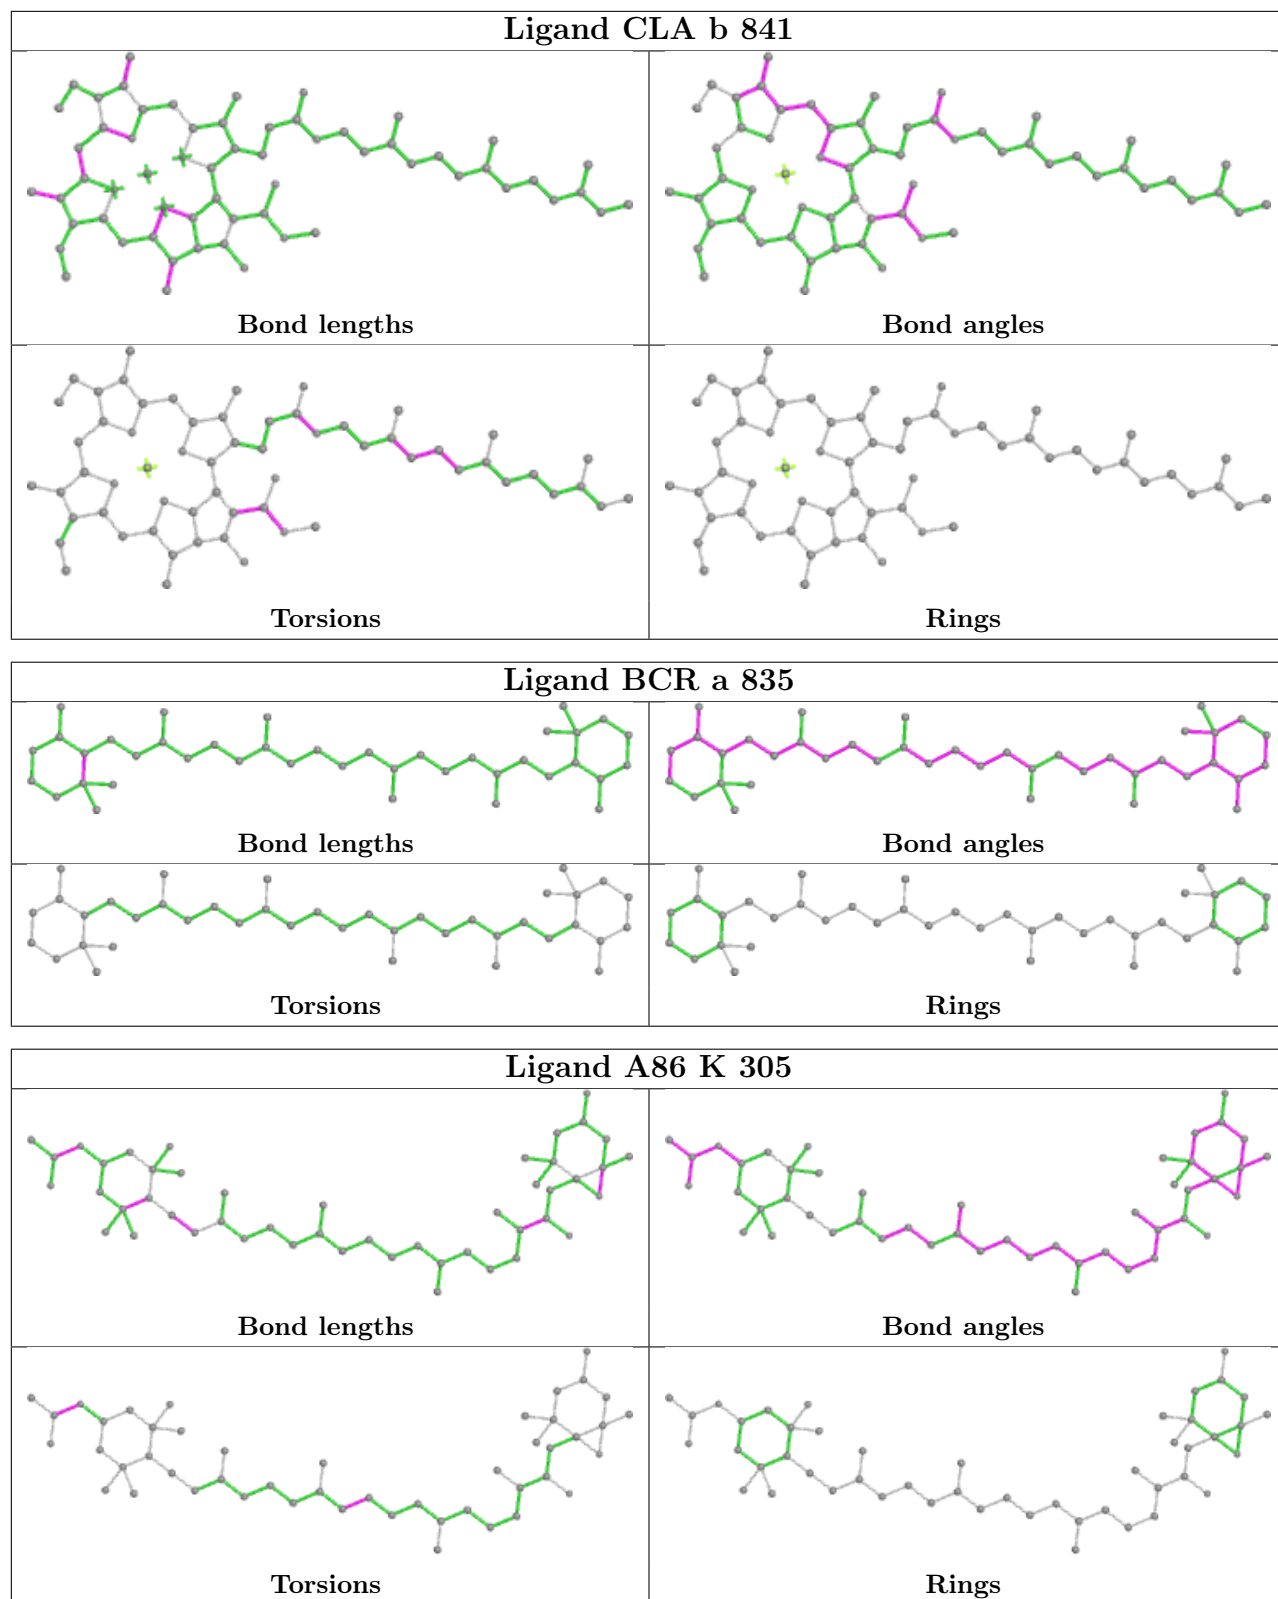 Ligand CLA b 841
Bond lengths
Bond angles
Torsions
Rings
Ligand BCR a 835
Bond lengths
Bond angles
Torsions
Rings
Ligand A86 K 305
Bond lengths
Bond angles
Torsions
Rings